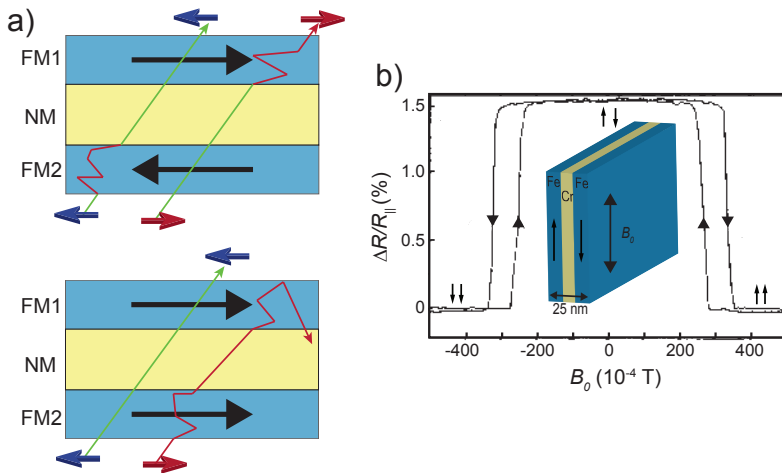 a)
FM1
NM
FM2
FM1
NM
FM2
b)
ΔR/R|| (%)
1.5
1.0
0.5
0
-400
-200
0
200
400
B₀ (10⁻⁴ T)
Fe
Fe
Cr
B₀
25 nm